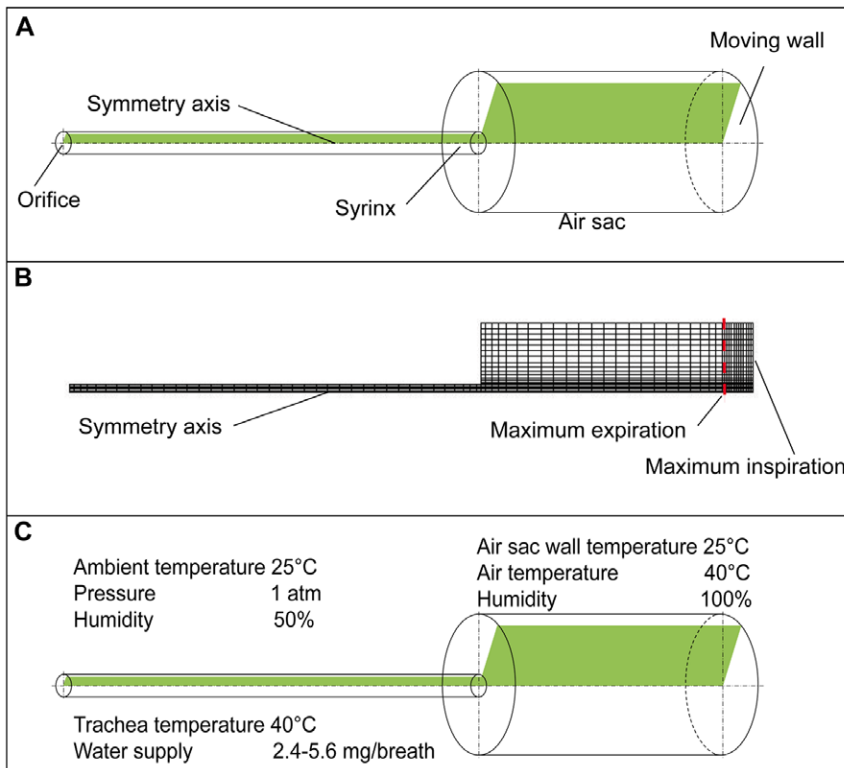 A
Moving wall
Symmetry axis
Orifice
Syrinx
Air sac
B
Symmetry axis
Maximum expiration
Maximum inspiration
C
Ambient temperature 25°C
Pressure 1 atm
Humidity 50%
Air sac wall temperature 25°C
Air temperature 40°C
Humidity 100%
Trachea temperature 40°C
Water supply 2.4-5.6 mg/breath